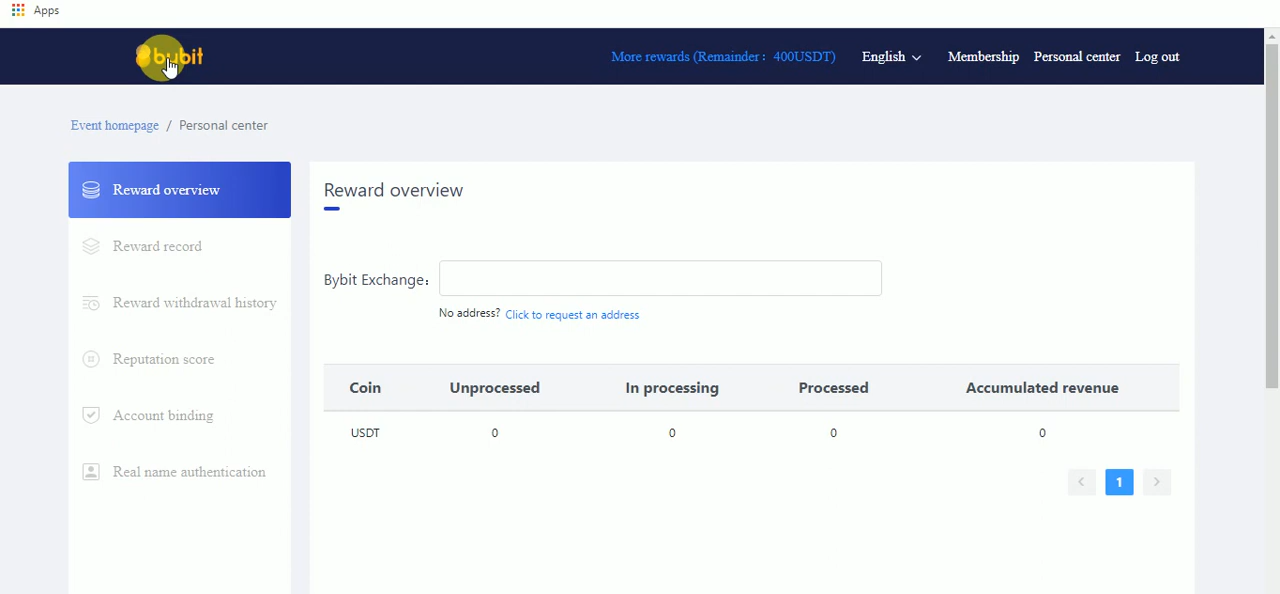 Apps
bybit
More rewards (Remainder： 400USDT)
English
Membership
Personal center
Log out
Event homepage / Personal center
Reward overview
Reward record
Reward withdrawal history
Reputation score
Account binding
Real name authentication
Reward overview
Bybit Exchange：
No address? Click to request an address
Coin Unprocessed In processing Processed Accumulated revenue
USDT 0 0 0 0
< 1 >